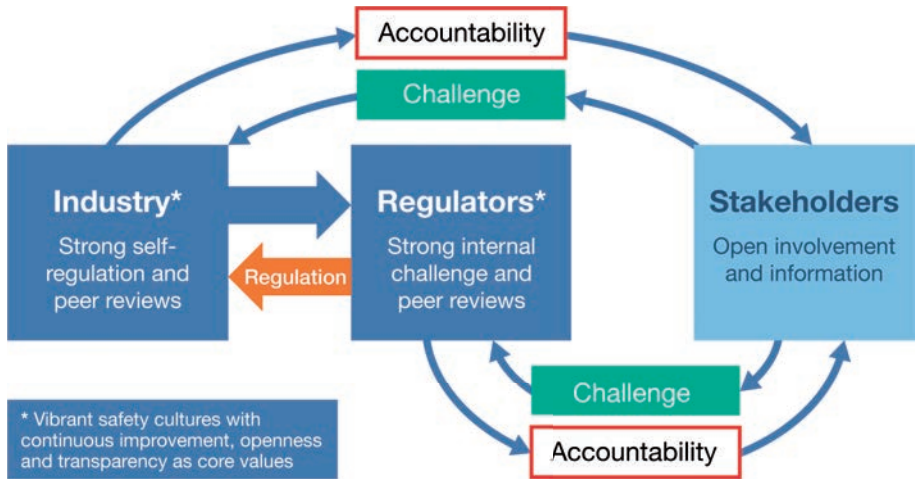 Accountability
Challenge
Industry*
Strong self-
regulation and
peer reviews
Regulation
Regulators*
Strong internal
challenge and
peer reviews
Stakeholders
Open involvement
and information
Challenge
Accountability
* Vibrant safety cultures with
continuous improvement, openness
and transparency as core values